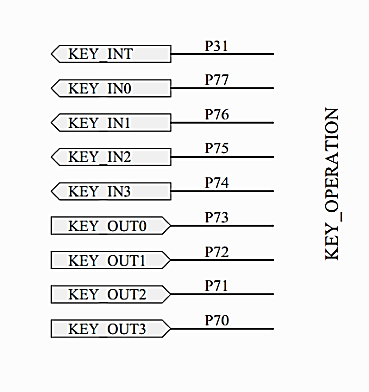 KEY_INT P31
KEY_IN0 P77
KEY_IN1 P76
KEY_IN2 P75
KEY_IN3 P74
KEY_OUT0 P73
KEY_OUT1 P72
KEY_OUT2 P71
KEY_OUT3 P70
KEY_OPERATION